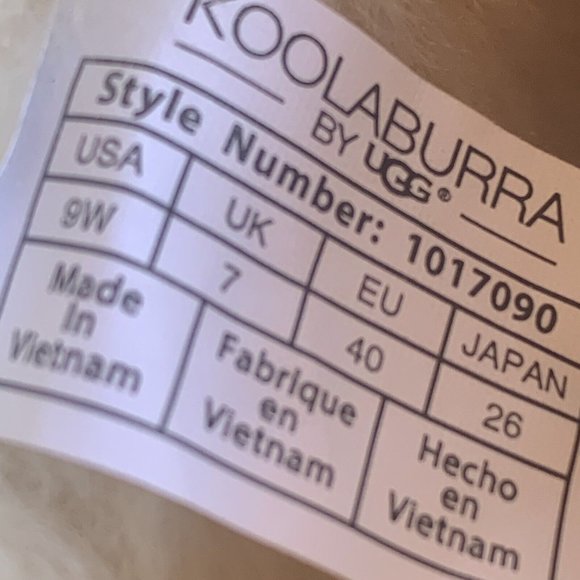 KOOLABURRA
BY UGG®
Style Number: 1017090
USA UK EU JAPAN
9W 7 40 26
Made In Vietnam
Fabrique en Vietnam
Hecho en Vietnam